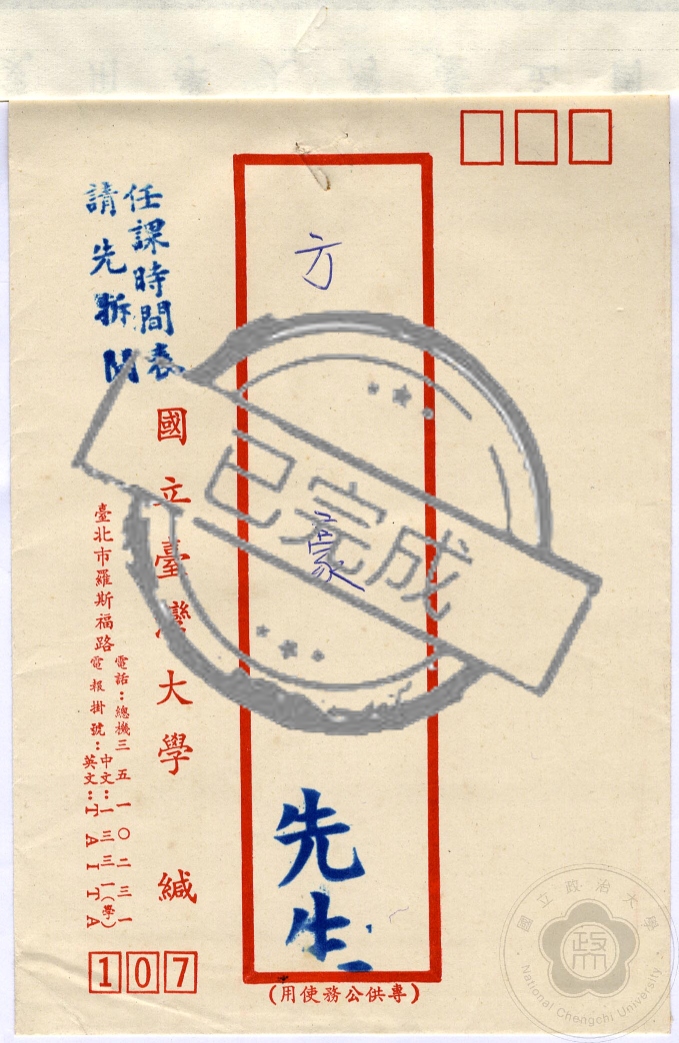 方豪
先生
任課時間表
請先拆閱
國立臺灣大學 緘
臺北市羅斯福路
電話：總機三五一〇二三一
電報掛號：中文：一三三一(學)
英文：TAITA
107
(專供公務使用)
已完成
國立政治大學
政
National Chengchi University